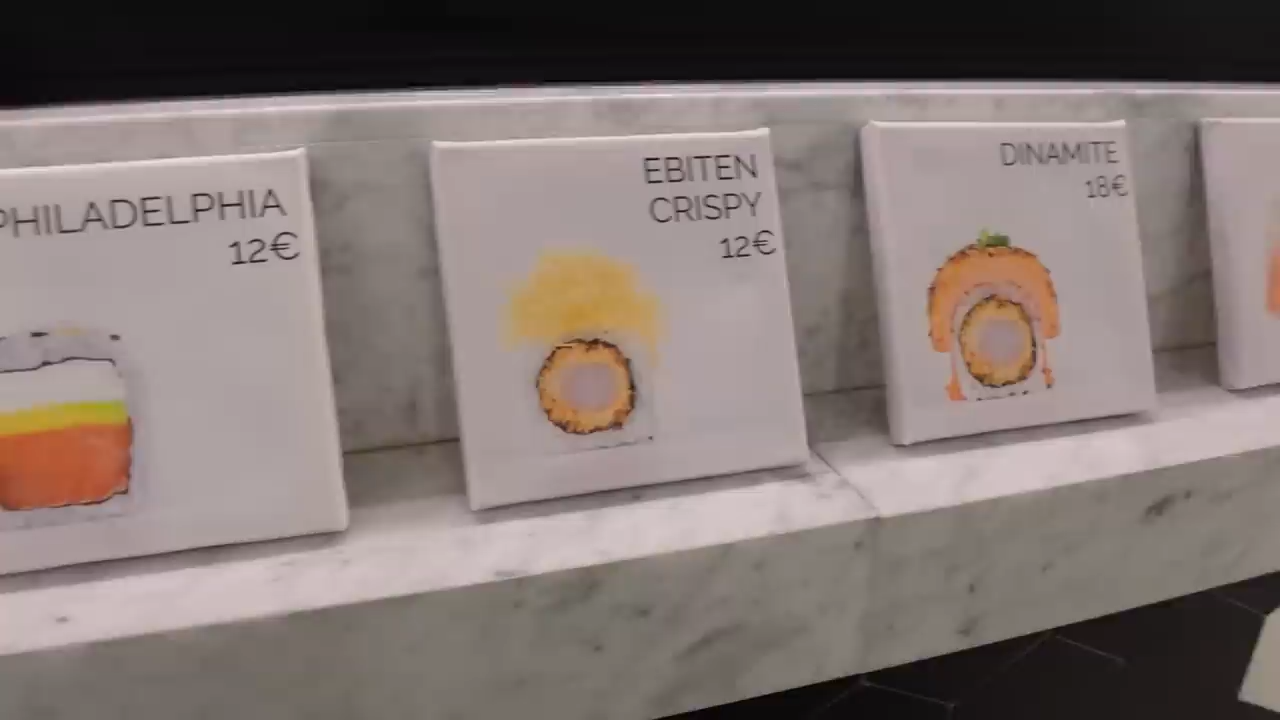 PHILADELPHIA
12€
EBITEN
CRISPY
12€
DINAMITE
18€